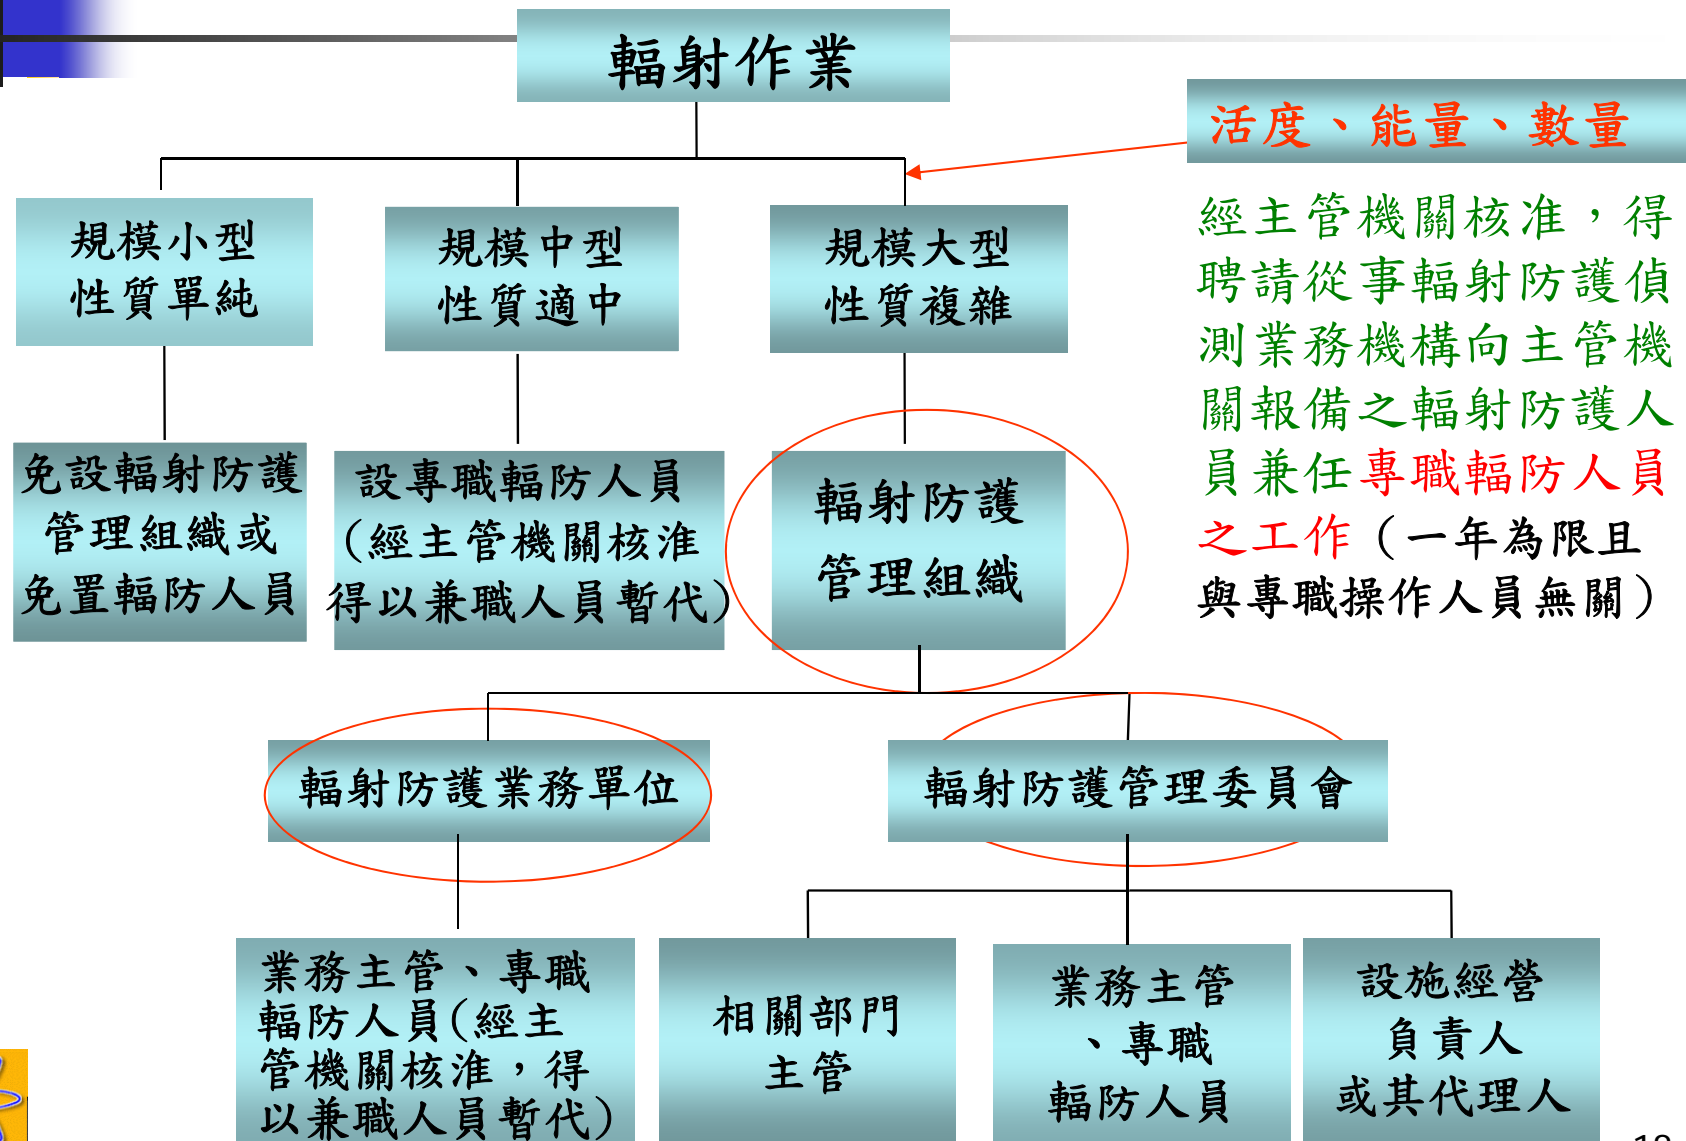 輻射作業
活度、能量、數量
規模小型
性質單純
規模中型
性質適中
規模大型
性質複雜
經主管機關核准，得
聘請從事輻射防護偵
測業務機構向主管機
關報備之輻射防護人
員兼任專職輻防人員
之工作（一年為限且
與專職操作人員無關）
免設輻射防護
管理組織或
免置輻防人員
設專職輻防人員
(經主管機關核淮
得以兼職人員暫代)
輻射防護
管理組織
輻射防護業務單位
輻射防護管理委員會
業務主管、專職
輻防人員(經主
管機關核淮，得
以兼職人員暫代)
相關部門
主管
業務主管
、專職
輻防人員
設施經營
負責人
或其代理人